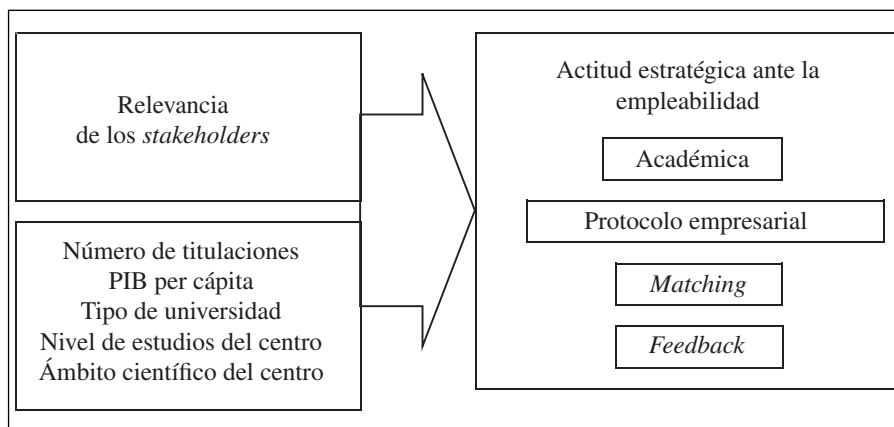 Relevancia
de los stakeholders
Número de titulaciones
PIB per cápita
Tipo de universidad
Nivel de estudios del centro
Ámbito científico del centro
Actitud estratégica ante la
empleabilidad
Académica
Protocolo empresarial
Matching
Feedback